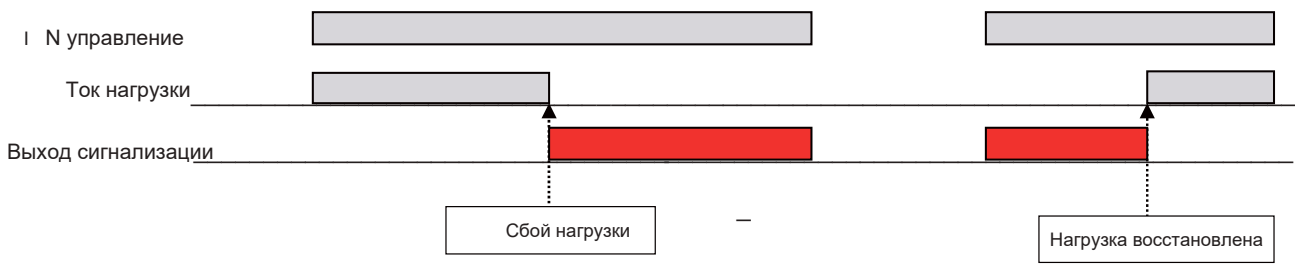 I N управление
Ток нагрузки
Выход сигнализации
Сбой нагрузки
Нагрузка восстановлена